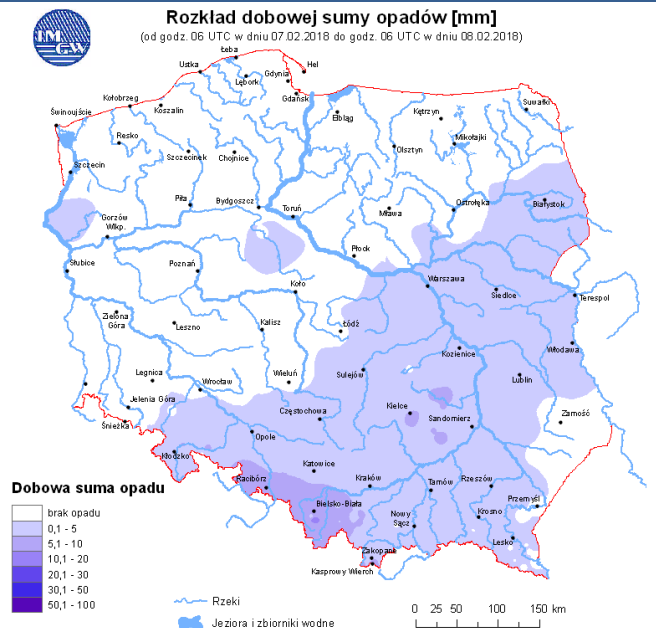 IM
GW
Rozkład dobowej sumy opadów [mm]
(od godz. 06 UTC w dniu 07.02.2018 do godz. 06 UTC w dniu 08.02.2018)
Łeba
Ustka
Hel
Lębork
Gdynia
Gdańsk
Kołobrzeg
Koszalin
Suwałki
Świnoujście
Elbląg
Kętrzyn
Resko
Mikołajki
Szczecinek
Chojnice
Olsztyn
Szczecin
Piła
Bydgoszcz
Toruń
Mława
Ostrołęka
Białystok
Gorzów
Wlkp.
Płock
Słubice
Poznań
Koło
Warszawa
Siedlce
Terespol
Zielona
Góra
Leszno
Kalisz
Łódź
Kozienice
Włodawa
Legnica
Wrocław
Wieluń
Sulejów
Lublin
Jelenia Góra
Śnieżka
Częstochowa
Kielce
Sandomierz
Zamość
Opole
Kłodzko
Katowice
Racibórz
Kraków
Tarnów
Rzeszów
Bielsko-Biała
Nowy
Sącz
Krosno
Przemyśl
Lesko
Zakopane
Kasprowy Wierch
Dobowa suma opadu
brak opadu
0,1 - 5
5,1 - 10
10,1 - 20
20,1 - 30
30,1 - 50
50,1 - 100
Rzeki
Jeziora i zbiorniki wodne
0 25 50 100 150 km